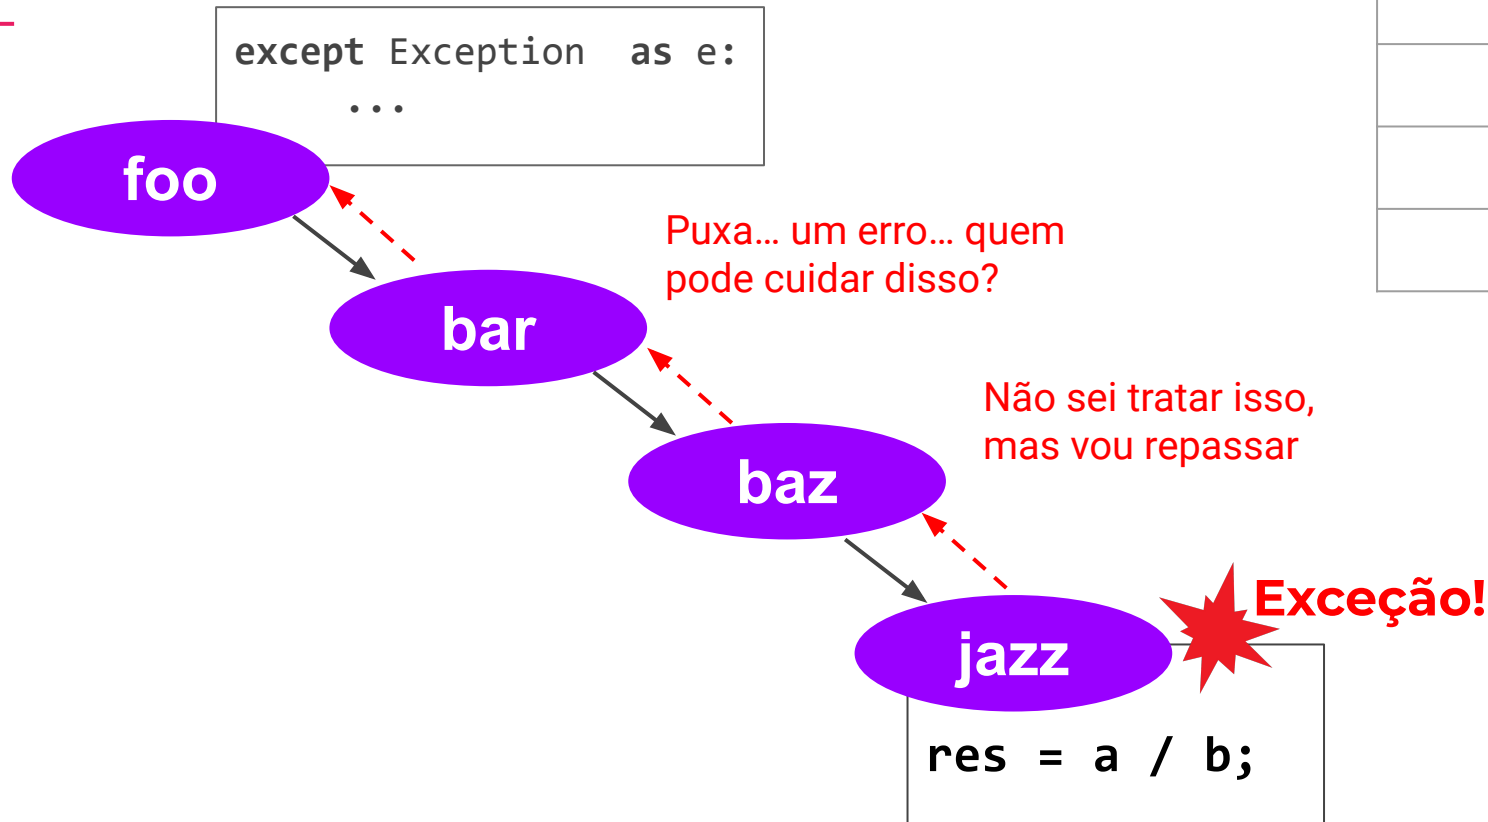 except Exception as e:
...
foo
Puxa… um erro… quem
pode cuidar disso?
bar
Não sei tratar isso,
mas vou repassar
baz
Exceção!
jazz
res = a / b;